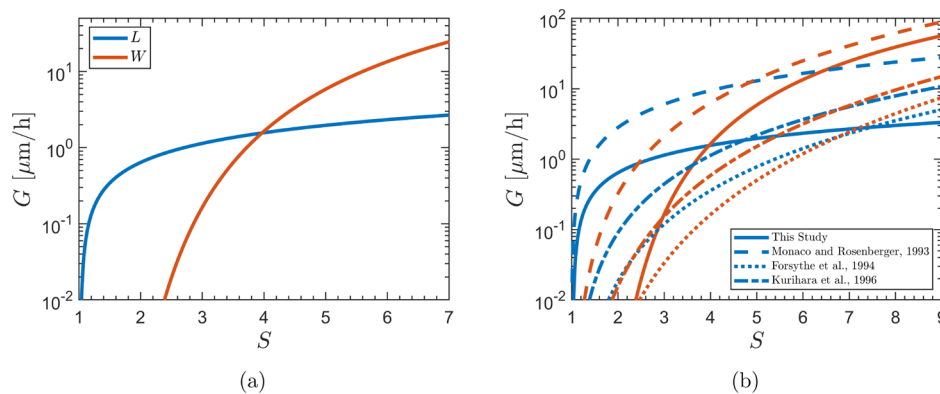 L
W
10^1
10^0
10^-1
10^-2
G [μm/h]
1 2 3 4 5 6 7
S
(a)
10^2
10^1
10^0
10^-1
10^-2
G [μm/h]
This Study
Monaco and Rosenberger, 1993
Forsythe et al., 1994
Kurihara et al., 1996
1 2 3 4 5 6 7 8 9
S
(b)